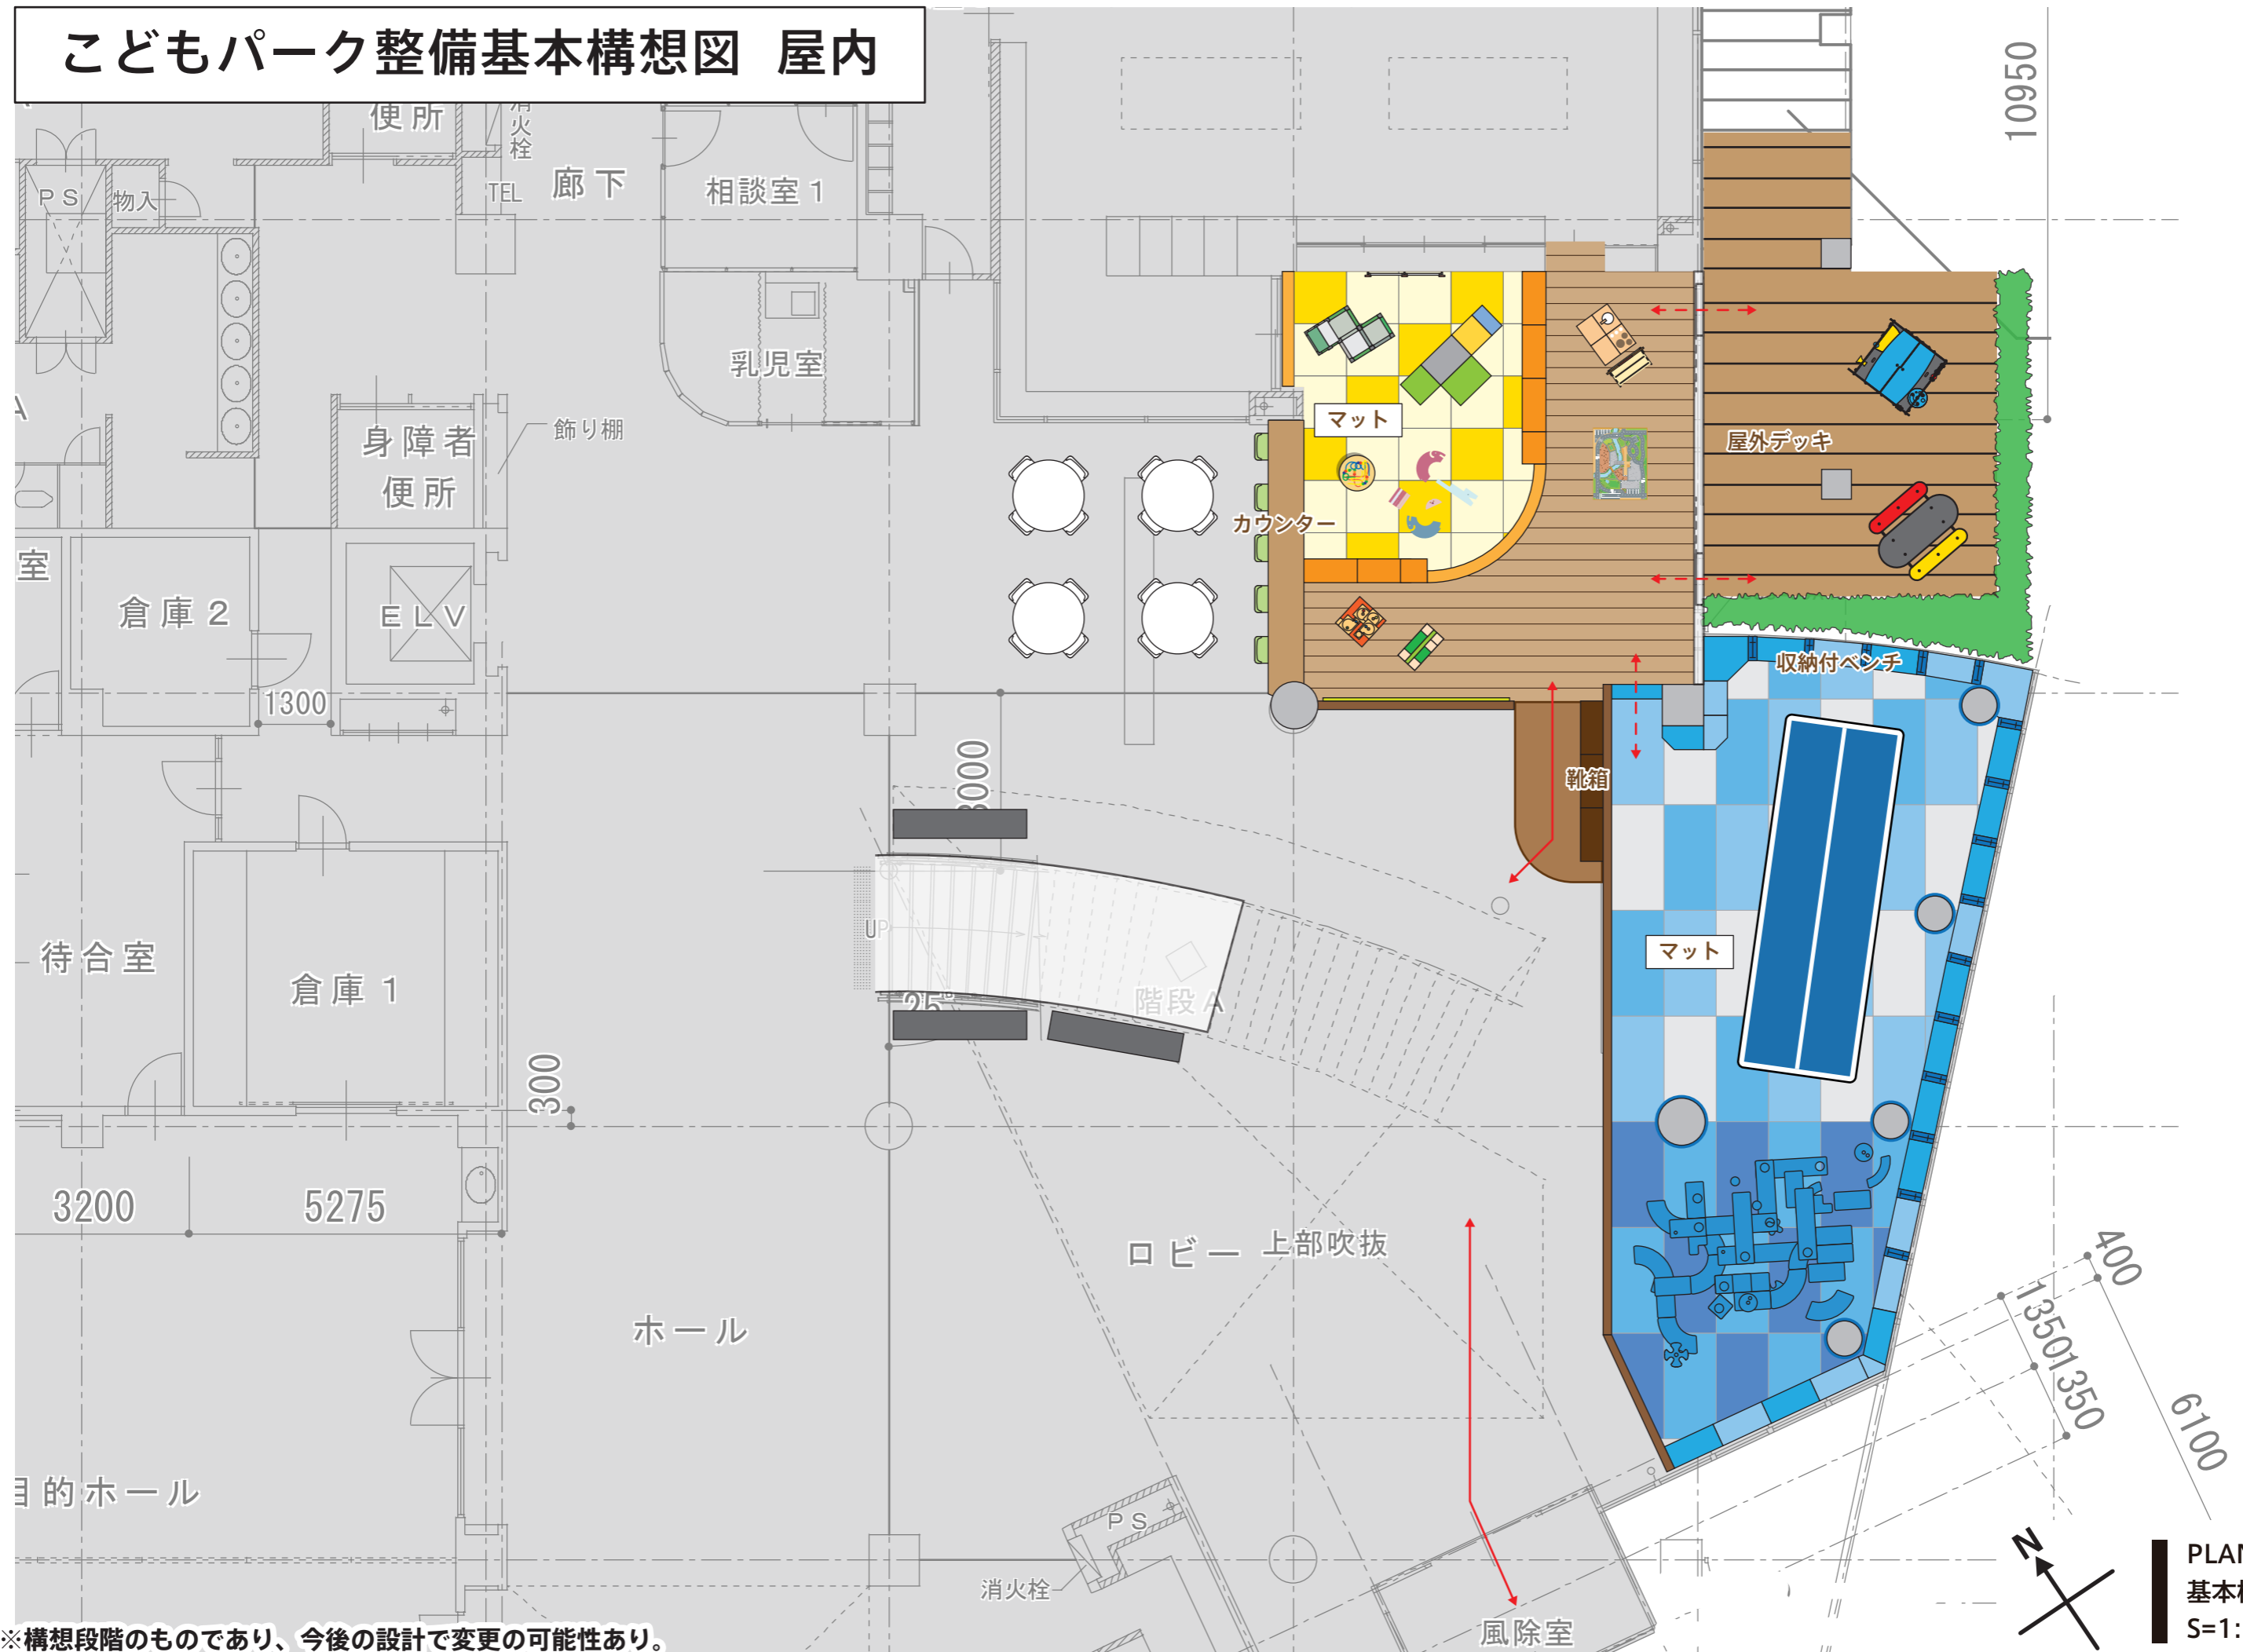 こどもパーク整備基本構想図 屋内
便所
消火栓
10950
PS
物入
TEL
廊下
相談室1
乳児室
飾り棚
身障者
便所
マット
屋外デッキ
カウンター
室
倉庫2
ELV
1300
収納付ベンチ
靴箱
UP
25°
階段A
待合室
倉庫1
マット
300
3200
5275
ロビー
上部吹抜
400
1350
1350
6100
ホール
目的ホール
PS
消火栓
風除室
N
S=1:
※構想段階のものであり、今後の設計で変更の可能性あり。